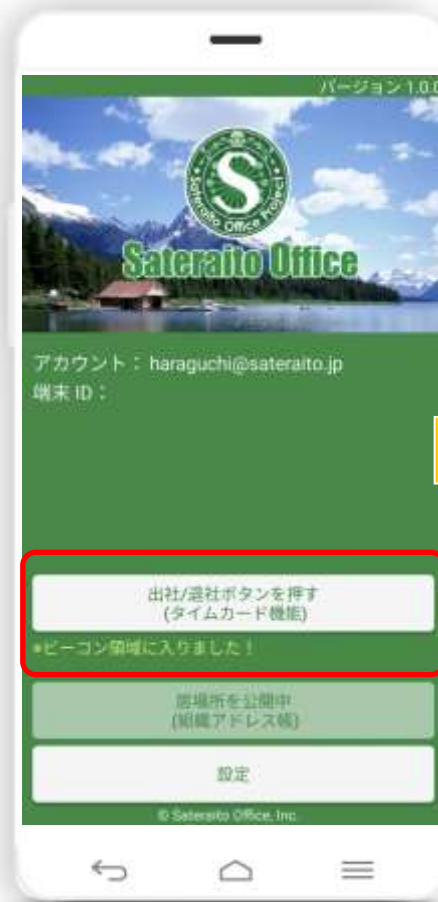 バージョン 1.0.0
S
Sateraito Office Project
Sateraito Office
アカウント： haraguchi@sateraito.jp
端末 ID：
出社/退社ボタンを押す
(タイムカード機能)
※ビーコン領域に入りました！
居場所を公開中
(組織アドレス帳)
設定
© Sateraito Office, Inc.